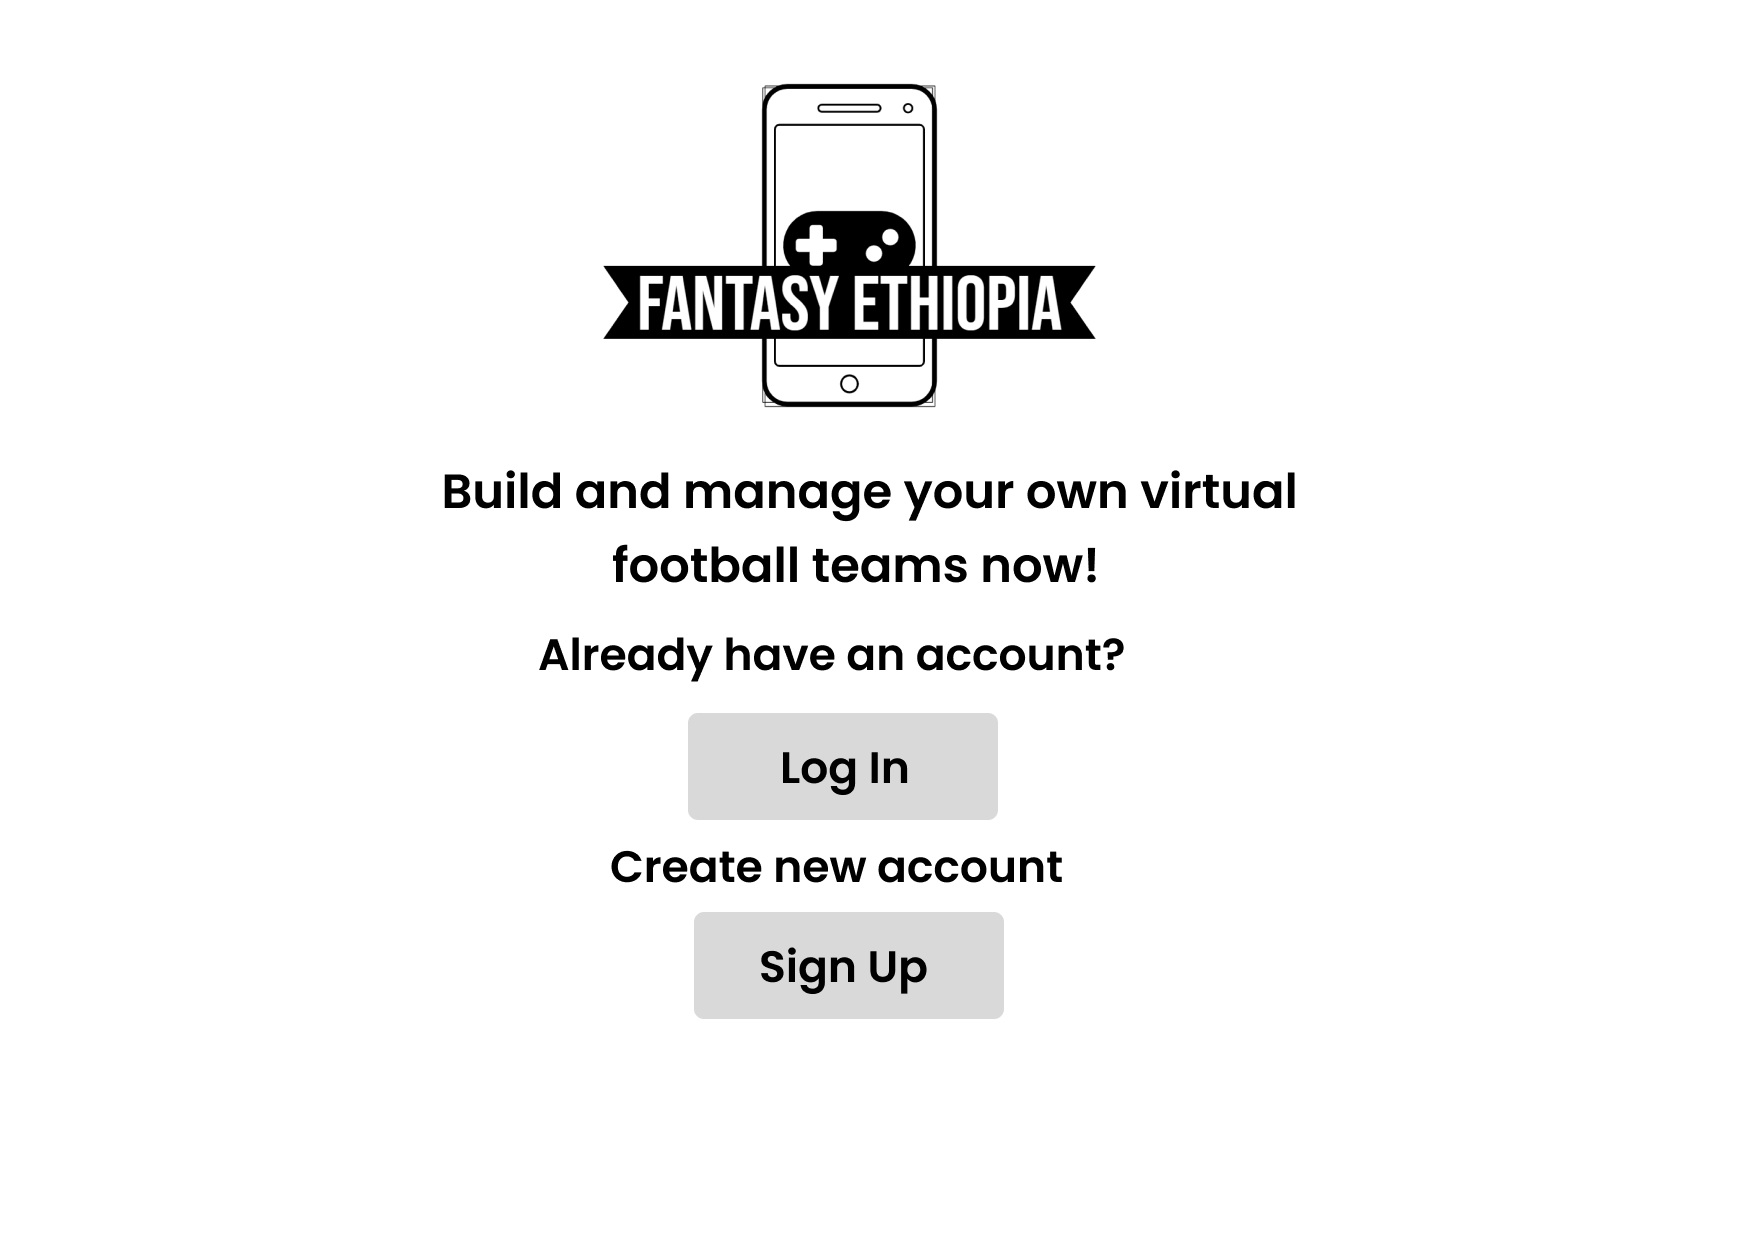 FANTASY ETHIOPIA
Build and manage your own virtual
football teams now!
Already have an account?
Log In
Create new account
Sign Up